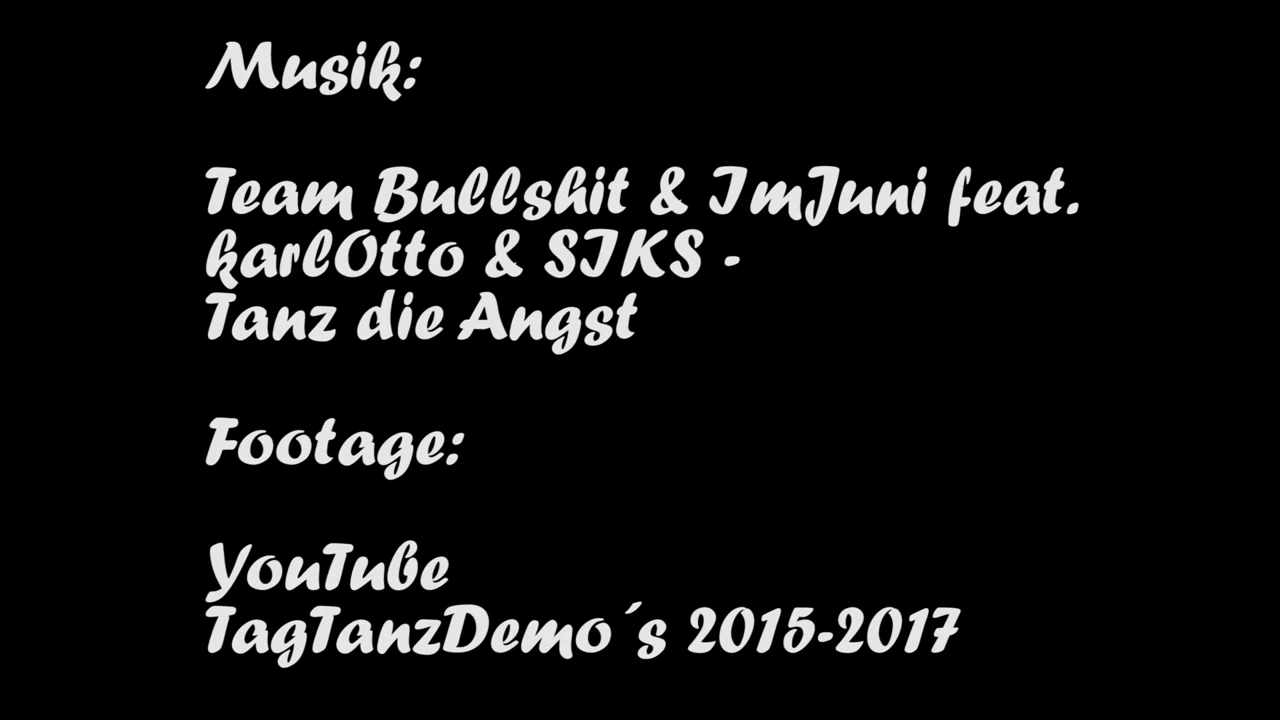 Musik:
Team Bullshit & ImJuni feat.
karlOtto & SIKS -
Tanz die Angst
Footage:
YouTube
TagTanzDemo´s 2015-2017